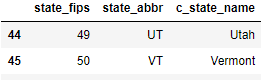 state_fips state_abbr c_state_name
44 49 UT Utah
45 50 VT Vermont